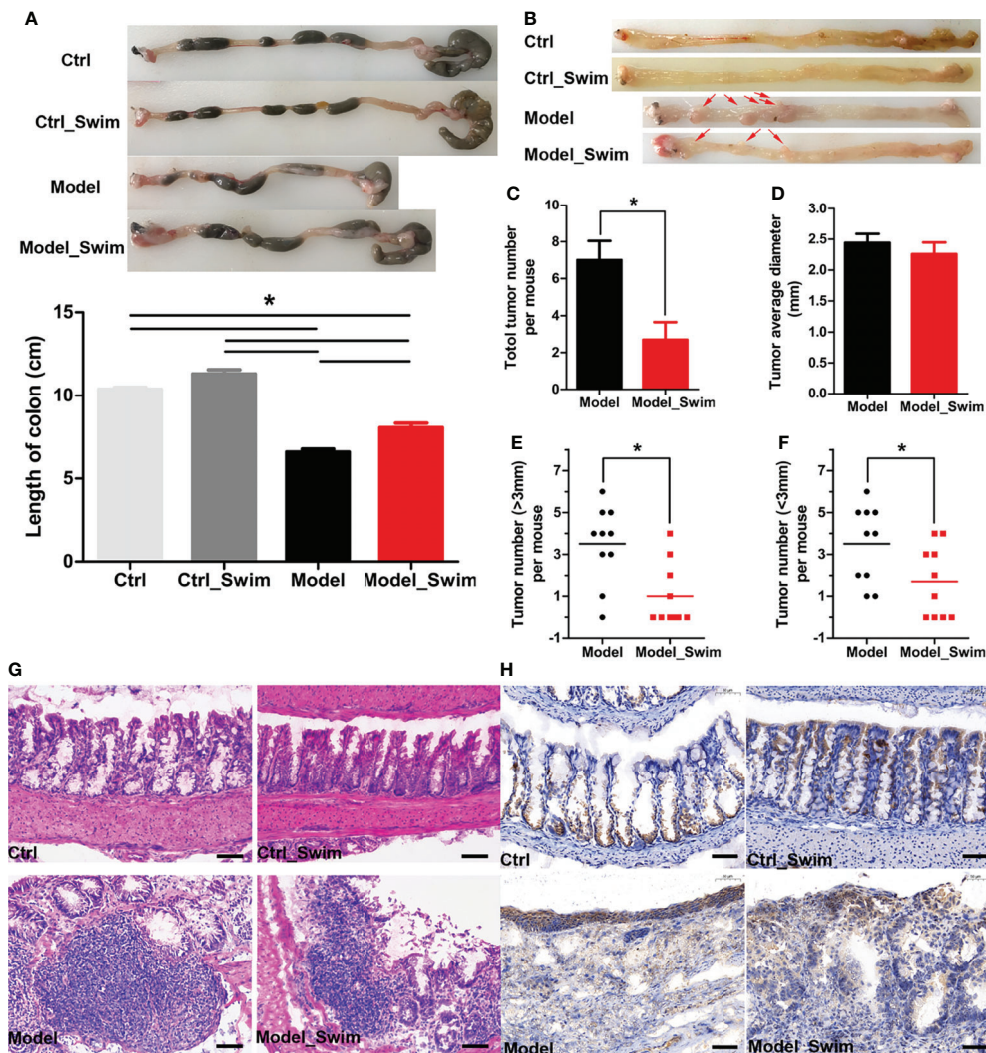 A
Ctrl
Ctrl_Swim
Model
Model_Swim
*
Length of colon (cm)
15
10
5
0
Ctrl
Ctrl_Swim
Model
Model_Swim
B
Ctrl
Ctrl_Swim
Model
Model_Swim
C
Totol tumor number
per mouse
10
8
6
4
2
0
*
Model
Model_Swim
D
Tumor average diameter
(mm)
3.0
2.5
2.0
1.5
1.0
0.5
0.0
Model
Model_Swim
E
Tumor number (>3mm)
per mouse
7
5
3
1
-1
*
Model
Model_Swim
F
Tumor number (<3mm)
per mouse
7
5
3
1
-1
*
Model
Model_Swim
G
Ctrl
Ctrl_Swim
Model
Model_Swim
H
Ctrl
Ctrl_Swim
Model
Model_Swim